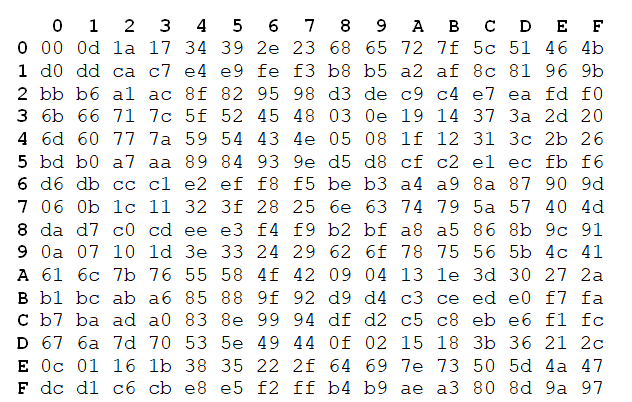 0 1 2 3 4 5 6 7 8 9 A B C D E F
0 00 0d 1a 17 34 39 2e 23 68 65 72 7f 5c 51 46 4b
1 d0 dd ca c7 e4 e9 fe f3 b8 b5 a2 af 8c 81 96 9b
2 bb b6 a1 ac 8f 82 95 98 d3 de c9 c4 e7 ea fd f0
3 6b 66 71 7c 5f 52 45 48 03 0e 19 14 37 3a 2d 20
4 6d 60 77 7a 59 54 43 4e 05 08 1f 12 31 3c 2b 26
5 bd b0 a7 aa 89 84 93 9e d5 d8 cf c2 e1 ec fb f6
6 d6 db cc c1 e2 ef f8 f5 be b3 a4 a9 8a 87 90 9d
7 06 0b 1c 11 32 3f 28 25 6e 63 74 79 5a 57 40 4d
8 da d7 c0 cd ee e3 f4 f9 b2 bf a8 a5 86 8b 9c 91
9 0a 07 10 1d 3e 33 24 29 62 6f 78 75 56 5b 4c 41
A 61 6c 7b 76 55 58 4f 42 09 04 13 1e 3d 30 27 2a
B b1 bc ab a6 85 88 9f 92 d9 d4 c3 ce ed e0 f7 fa
C b7 ba ad a0 83 8e 99 94 df d2 c5 c8 eb e6 f1 fc
D 67 6a 7d 70 53 5e 49 44 0f 02 15 18 3b 36 21 2c
E 0c 01 16 1b 38 35 22 2f 64 69 7e 73 50 5d 4a 47
F dc d1 c6 cb e8 e5 f2 ff b4 b9 ae a3 80 8d 9a 97